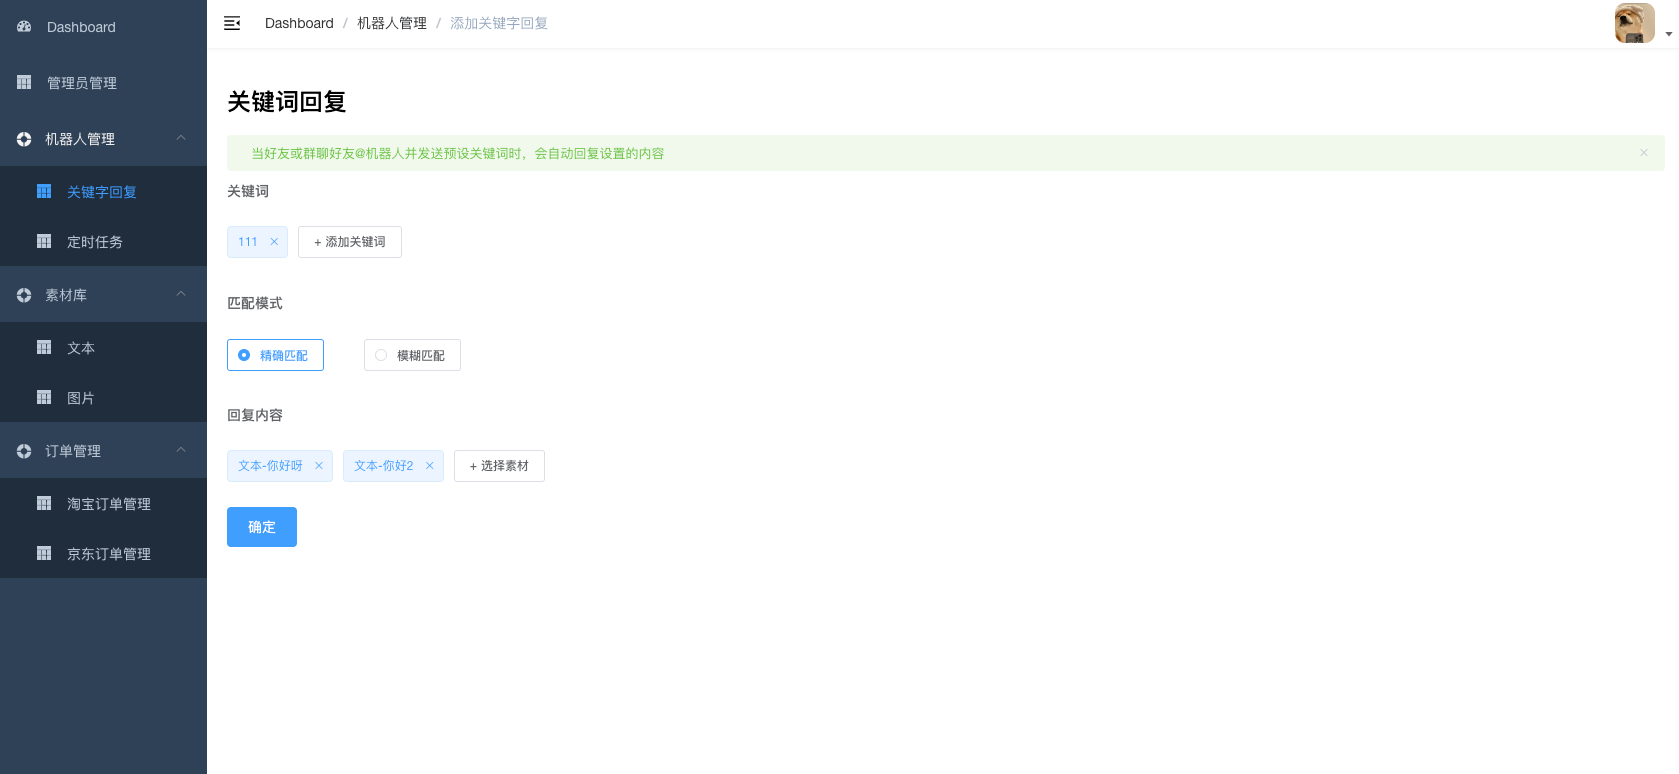 Dashboard
管理员管理
机器人管理
关键字回复
定时任务
素材库
文本
图片
订单管理
淘宝订单管理
京东订单管理
Dashboard / 机器人管理 / 添加关键字回复
关键词回复
当好友或群聊好友@机器人并发送预设关键词时，会自动回复设置的内容
关键词
111 + 添加关键词
匹配模式
精确匹配 模糊匹配
回复内容
文本-你好呀 文本-你好2 + 选择素材
确定